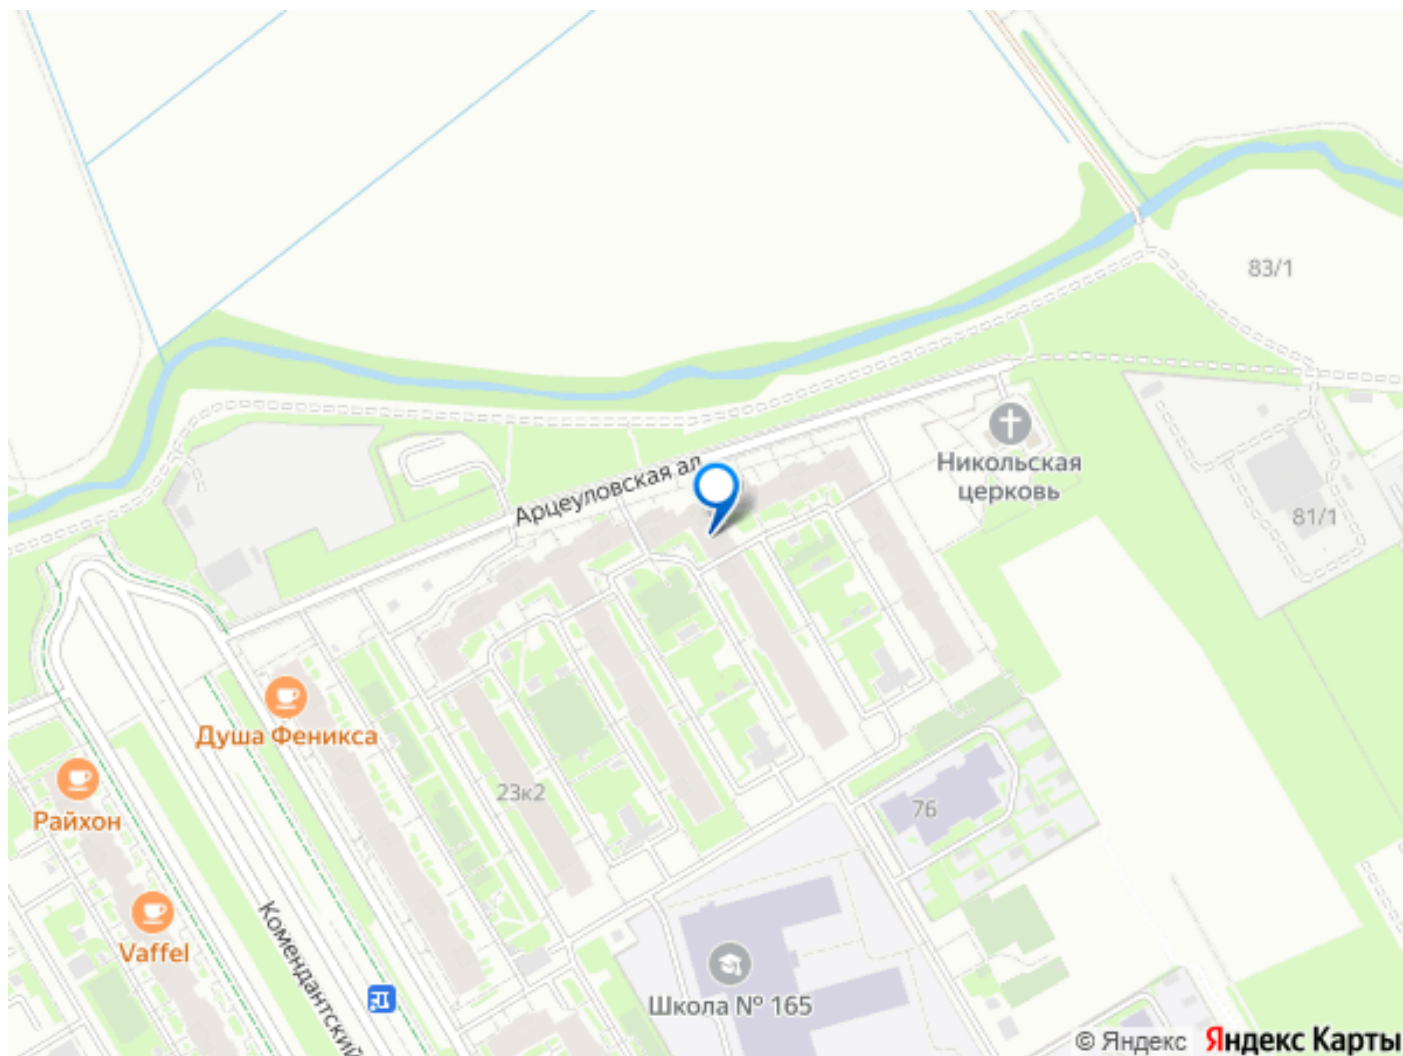 83/1
Арцеуловская ал.
Никольская
церковь
81/1
Душа Феникса
Райхон
23к2
76
Vaffel
Комендантский
Школа № 165
© Яндекс Яндекс Карты